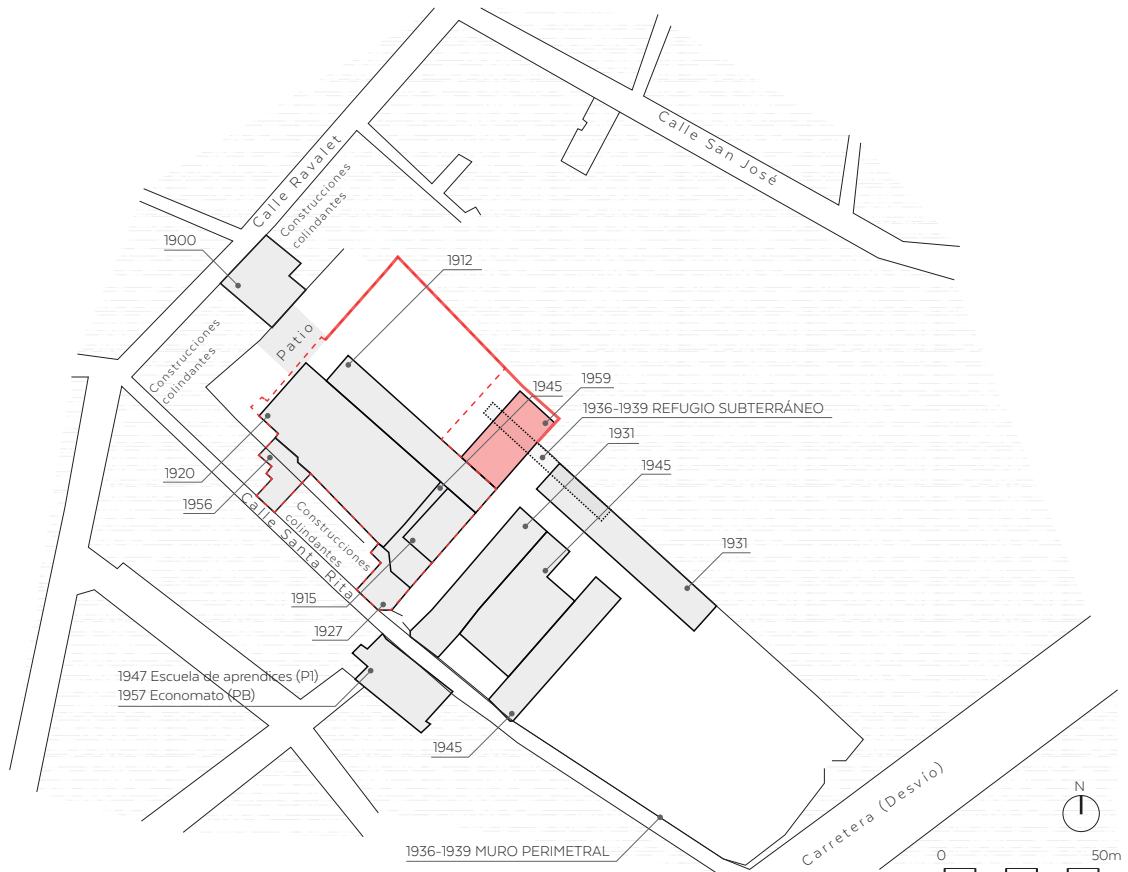 Calle San José
Calle Ravalet
Construcciones
colindantes
1900
1912
Patio
Construcciones
colindantes
1945
1959
1936-1939 REFUGIO SUBTERRÁNEO
1931
1945
1920
1956
Calle Santa Rita
Construcciones
colindantes
1931
1915
1927
1947 Escuela de aprendices (P1)
1957 Economato (PB)
1945
Carretera (Desvío)
N
1936-1939 MURO PERIMETRAL
0
50m